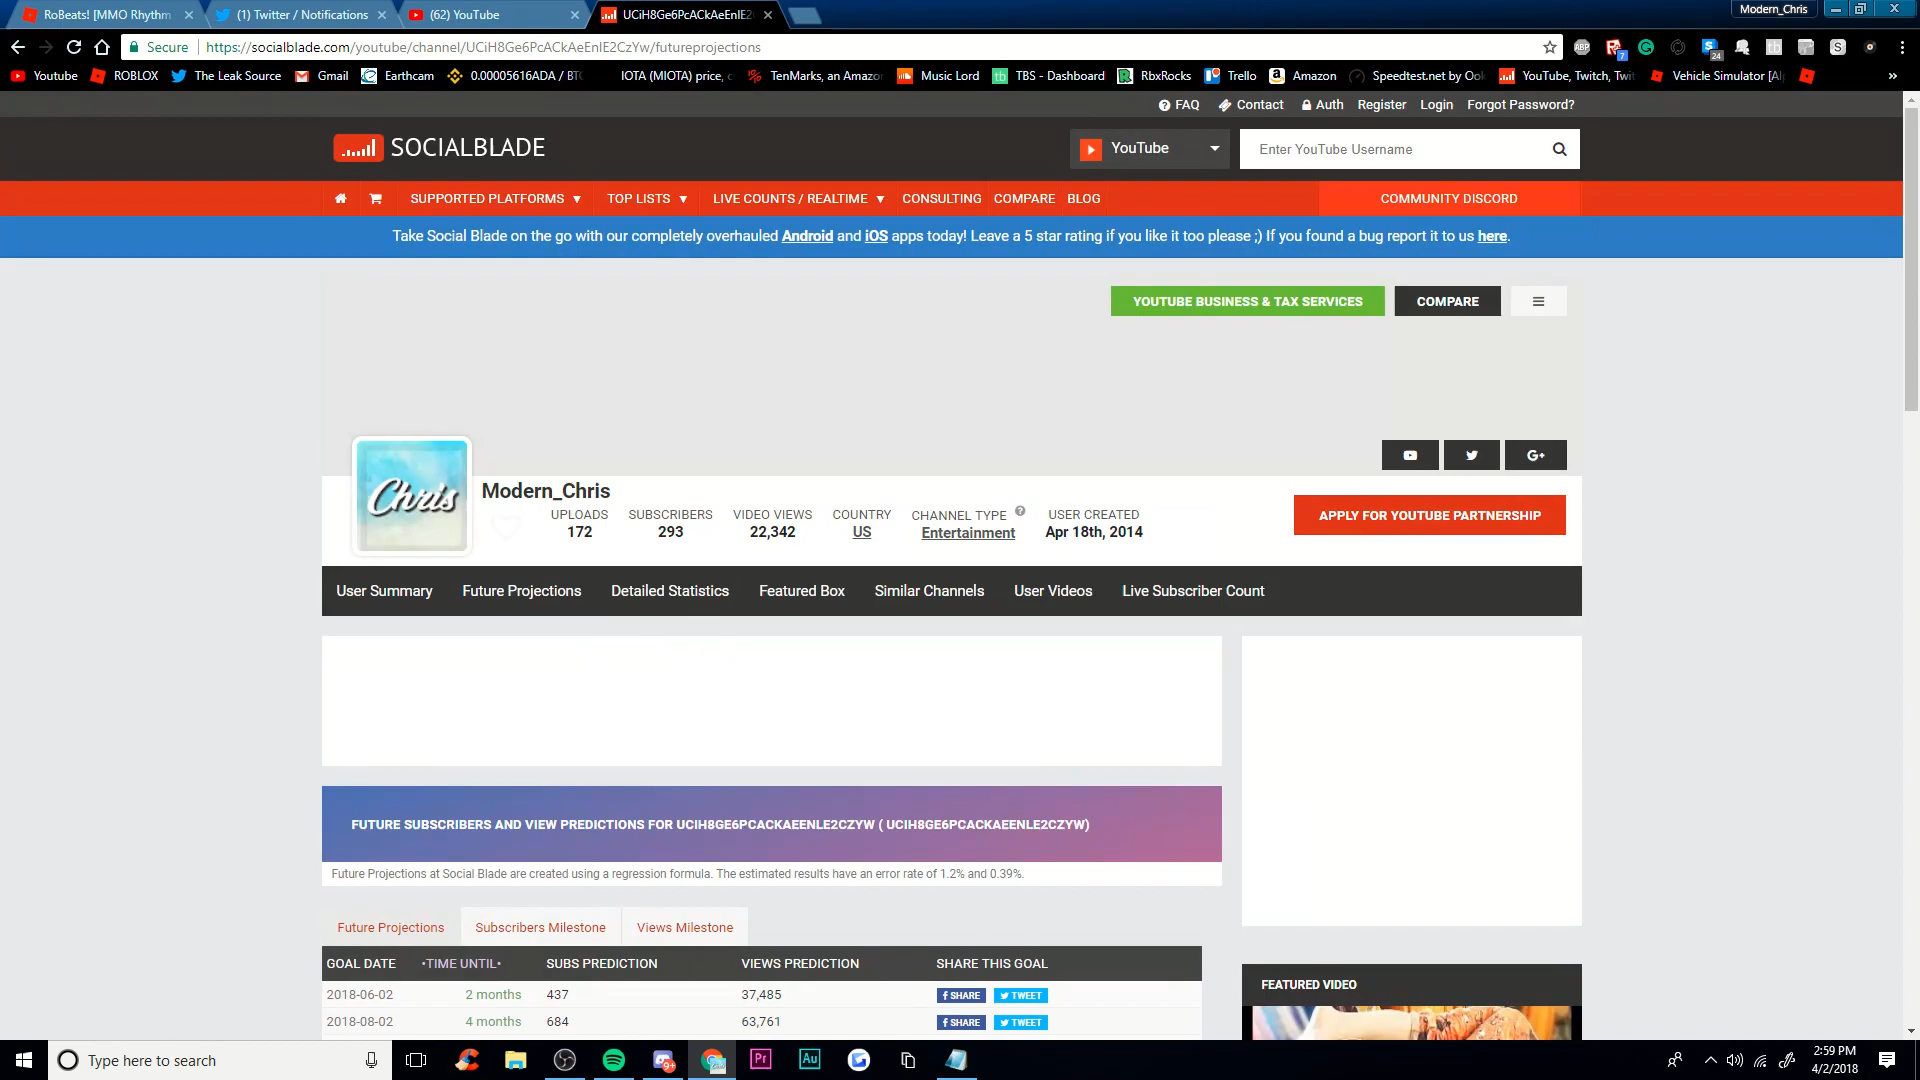 RoBeats! [MMO Rhythm
(1) Twitter / Notifications
(62) YouTube
UCiH8Ge6PcACkAeEnlE2
Modern_Chris
Secure
https://socialblade.com/youtube/channel/UCiH8Ge6PcACkAeEnlE2CzYw/futureprojections
Youtube
ROBLOX
The Leak Source
Gmail
Earthcam
0.00005616ADA / BTC
IOTA (MIOTA) price,
TenMarks, an Amazon
Music Lord
TBS - Dashboard
RbxRocks
Trello
Amazon
Speedtest.net by Ook
YouTube, Twitch, Twit
Vehicle Simulator [Al
FAQ
Contact
Auth
Register
Login
Forgot Password?
SOCIALBLADE
YouTube
Enter YouTube Username
SUPPORTED PLATFORMS
TOP LISTS
LIVE COUNTS / REALTIME
CONSULTING
COMPARE
BLOG
COMMUNITY DISCORD
Take Social Blade on the go with our completely overhauled Android and iOS apps today! Leave a 5 star rating if you like it too please ;) If you found a bug report it to us here.
YOUTUBE BUSINESS & TAX SERVICES
COMPARE
G+
Chris
Modern_Chris
UPLOADS
172
SUBSCRIBERS
293
VIDEO VIEWS
22,342
COUNTRY
US
CHANNEL TYPE
Entertainment
USER CREATED
Apr 18th, 2014
APPLY FOR YOUTUBE PARTNERSHIP
User Summary
Future Projections
Detailed Statistics
Featured Box
Similar Channels
User Videos
Live Subscriber Count
FUTURE SUBSCRIBERS AND VIEW PREDICTIONS FOR UCIH8GE6PCACKAEENLE2CZYW ( UCIH8GE6PCACKAEENLE2CZYW)
Future Projections at Social Blade are created using a regression formula. The estimated results have an error rate of 1.2% and 0.39%.
Future Projections
Subscribers Milestone
Views Milestone
GOAL DATE
•TIME UNTIL•
SUBS PREDICTION
VIEWS PREDICTION
SHARE THIS GOAL
2018-06-02
2 months
437
37,485
SHARE
TWEET
2018-08-02
4 months
684
63,761
SHARE
TWEET
FEATURED VIDEO
Type here to search
Pr
Au
2:59 PM
4/2/2018